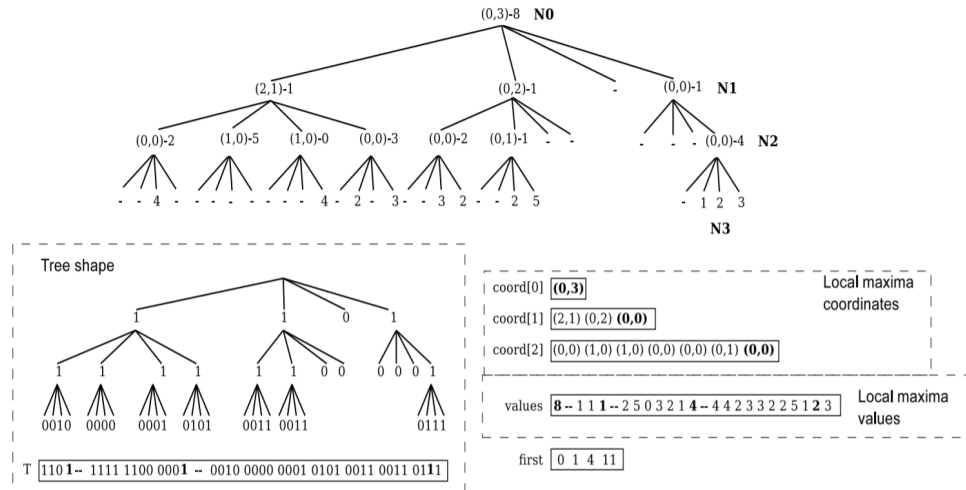 (0,3)-8 N0
(2,1)-1 (0,2)-1 - (0,0)-1 N1
(0,0)-2 (1,0)-5 (1,0)-0 (0,0)-3 (0,0)-2 (0,1)-1 - - - - - (0,0)-4 N2
- - 4 - - - - - - - - 4 - 2 - 3 - - 3 2 - - 2 5 - 1 2 3
N3
Tree shape
1 1 0 1
1 1 1 1 1 1 0 0 0 0 0 1
0010 0000 0001 0101 0011 0011 0111
T 110 1 -- 1111 1100 0001 -- 0010 0000 0001 0101 0011 0011 0111
coord[0] (0,3)
coord[1] (2,1) (0,2) (0,0)
coord[2] (0,0) (1,0) (1,0) (0,0) (0,0) (0,1) (0,0)
Local maxima
coordinates
values 8 -- 1 1 1 -- 2 5 0 3 2 1 4 -- 4 4 2 3 3 2 2 5 1 2 3
Local maxima
values
first 0 1 4 11